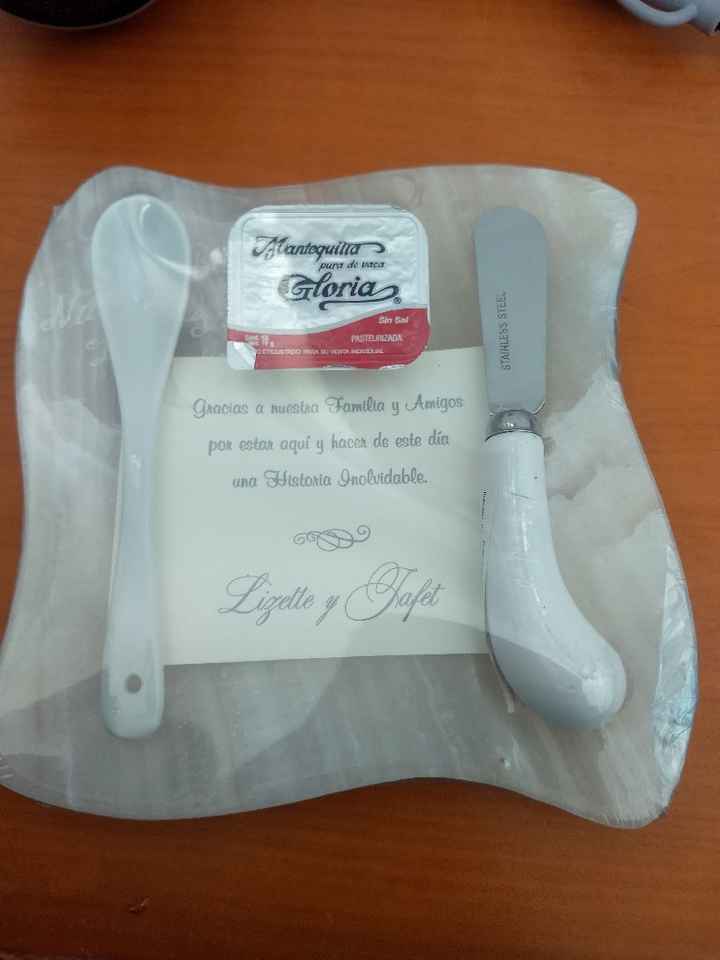 Mantequilla
pura de vaca
Gloria®
Sin Sal
PASTEURIZADA
STAINLESS STEEL
Gracias a nuestra Familia y Amigos
por estar aquí y hacer de este día
una Historia Inolvidable.
Lizette y Jafet